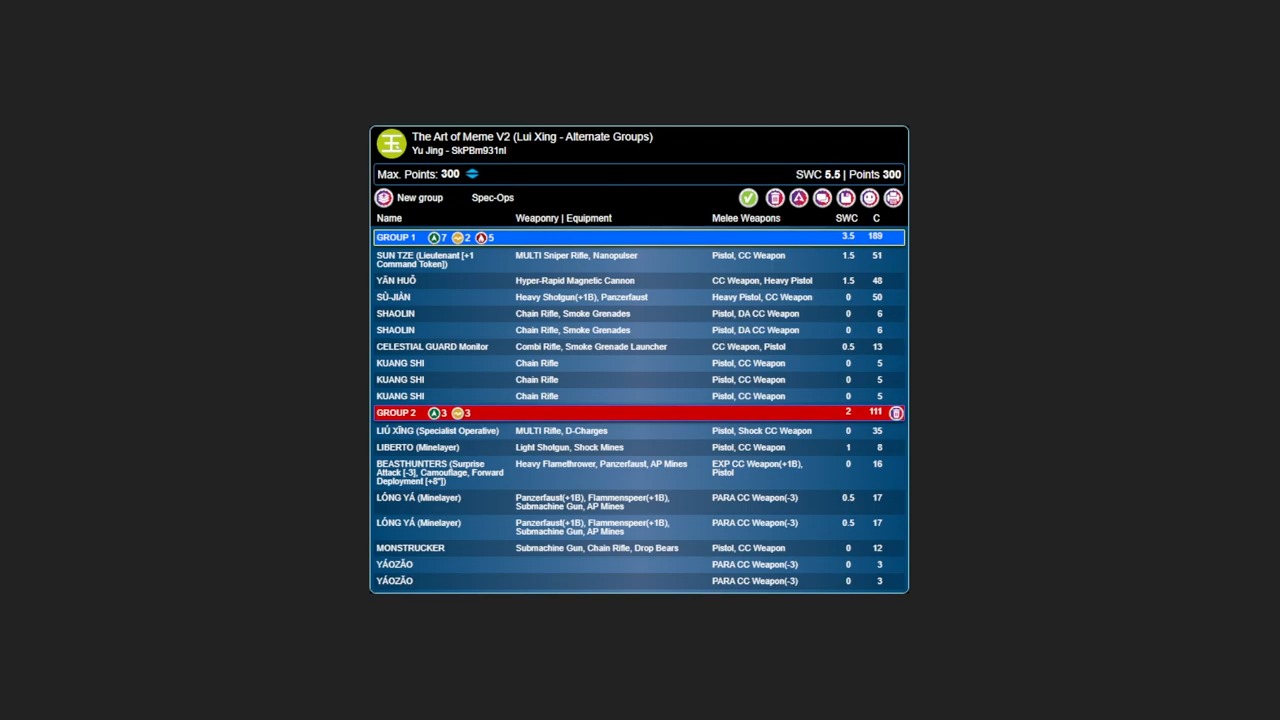 玉
The Art of Meme V2 (Lui Xing - Alternate Groups)
Yu Jing - SkPBm931nI
Max. Points: 300 SWC 5.5 | Points 300
New group Spec-Ops
Name Weaponry | Equipment Melee Weapons SWC C
GROUP 1 7 2 5 3.5 189
SUN TZE (Lieutenant [+1 Command Token]) MULTI Sniper Rifle, Nanopulser Pistol, CC Weapon 1.5 51
YĂN HUǑ Hyper-Rapid Magnetic Cannon CC Weapon, Heavy Pistol 1.5 48
SÙ-JIÀN Heavy Shotgun(+1B), Panzerfaust Heavy Pistol, CC Weapon 0 50
SHAOLIN Chain Rifle, Smoke Grenades Pistol, DA CC Weapon 0 6
SHAOLIN Chain Rifle, Smoke Grenades Pistol, DA CC Weapon 0 6
CELESTIAL GUARD Monitor Combi Rifle, Smoke Grenade Launcher CC Weapon, Pistol 0.5 13
KUANG SHI Chain Rifle Pistol, CC Weapon 0 5
KUANG SHI Chain Rifle Pistol, CC Weapon 0 5
KUANG SHI Chain Rifle Pistol, CC Weapon 0 5
GROUP 2 3 3 2 111
LIÚ XĪNG (Specialist Operative) MULTI Rifle, D-Charges Pistol, Shock CC Weapon 0 35
LIBERTO (Minelayer) Light Shotgun, Shock Mines Pistol, CC Weapon 1 8
BEASTHUNTERS (Surprise Attack [-3], Camouflage, Forward Deployment [+8"]) Heavy Flamethrower, Panzerfaust, AP Mines EXP CC Weapon(+1B), Pistol 0 16
LÓNG YÁ (Minelayer) Panzerfaust(+1B), Flammenspeer(+1B), Submachine Gun, AP Mines PARA CC Weapon(-3) 0.5 17
LÓNG YÁ (Minelayer) Panzerfaust(+1B), Flammenspeer(+1B), Submachine Gun, AP Mines PARA CC Weapon(-3) 0.5 17
MONSTRUCKER Submachine Gun, Chain Rifle, Drop Bears Pistol, CC Weapon 0 12
YÁOZĂO PARA CC Weapon(-3) 0 3
YÁOZĂO PARA CC Weapon(-3) 0 3